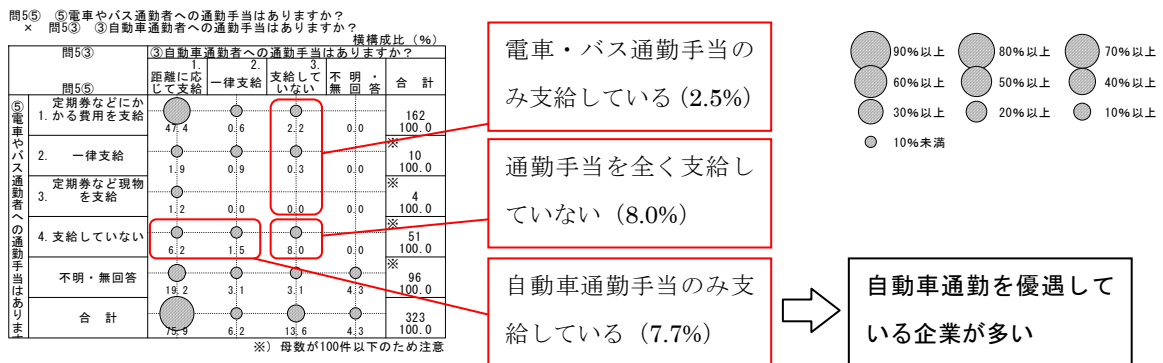 問5⑤ ⑤電車やバス通勤者への通勤手当はありますか?
× 問5③ ③自動車通勤者への通勤手当はありますか?
横構成比(%)
問5③
問5⑤
③自動車通勤者への通勤手当はありますか?
1.
距離に応じて支給
2.
一律支給
3.
支給していない
不明・無回答
合 計
⑤電車やバス通勤者への通勤手当はありま
1. 定期券などにかかる費用を支給
47.4 0.6 2.2 0.0 162 100.0
2. 一律支給
1.9 0.9 0.3 0.0 ※ 10 100.0
3. 定期券など現物を支給
1.2 0.0 0.0 0.0 ※ 4 100.0
4. 支給していない
6.2 1.5 8.0 0.0 ※ 51 100.0
不明・無回答
19.2 3.1 3.1 4.3 ※ 96 100.0
合 計
75.9 6.2 13.6 4.3 323 100.0
※) 母数が100件以下のため注意
電車・バス通勤手当の
み支給している(2.5%)
通勤手当を全く支給し
ていない(8.0%)
自動車通勤手当のみ支
給している(7.7%)
自動車通勤を優遇して
いる企業が多い
90%以上 80%以上 70%以上
60%以上 50%以上 40%以上
30%以上 20%以上 10%以上
10%未満